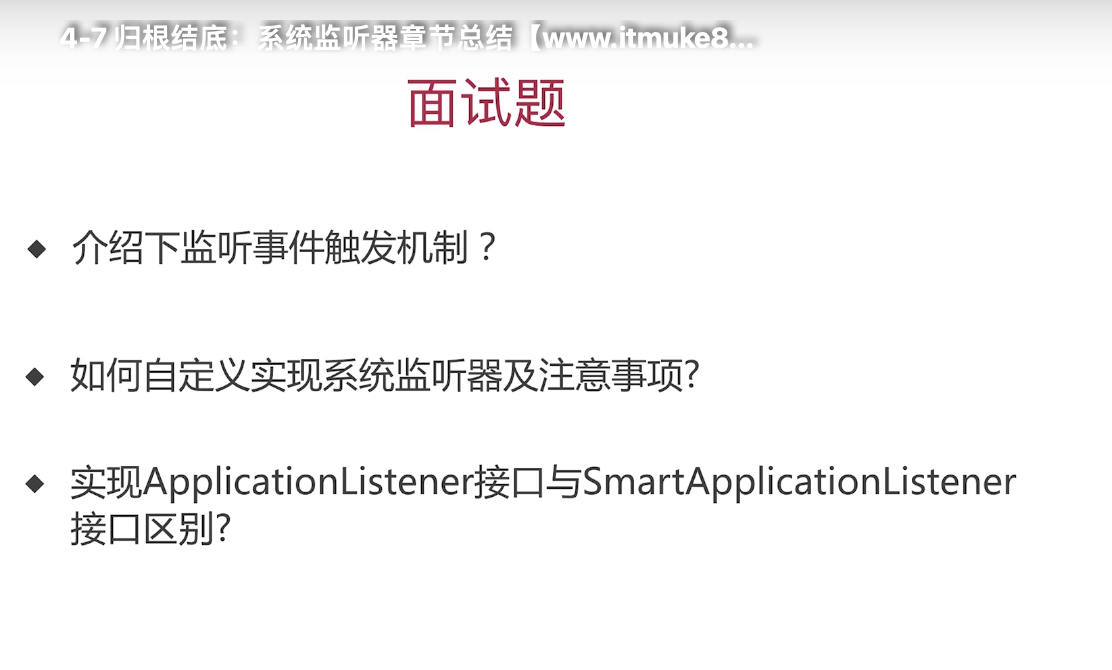 4-7 归根结底：系统监听器章节总结【www.itmuke8...
面试题
◆ 介绍下监听事件触发机制？
◆ 如何自定义实现系统监听器及注意事项?
◆ 实现ApplicationListener接口与SmartApplicationListener
接口区别?